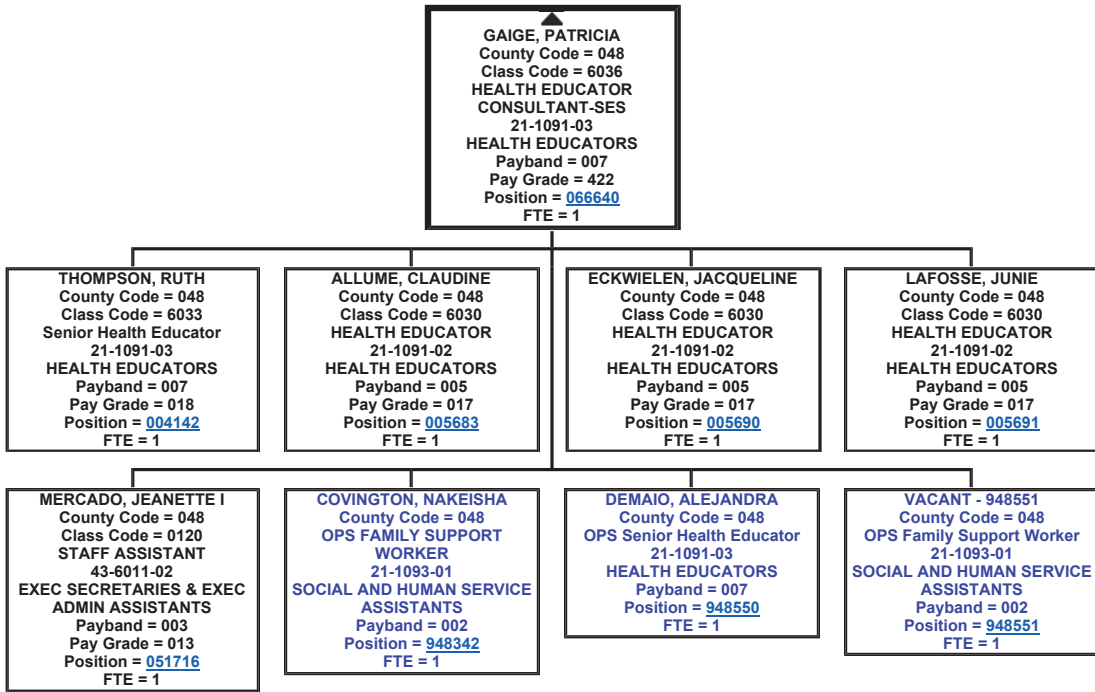 GAIGE, PATRICIA
County Code = 048
Class Code = 6036
HEALTH EDUCATOR
CONSULTANT-SES
21-1091-03
HEALTH EDUCATORS
Payband = 007
Pay Grade = 422
Position = 066640
FTE = 1
THOMPSON, RUTH
County Code = 048
Class Code = 6033
Senior Health Educator
21-1091-03
HEALTH EDUCATORS
Payband = 007
Pay Grade = 018
Position = 004142
FTE = 1
ALLUME, CLAUDINE
County Code = 048
Class Code = 6030
HEALTH EDUCATOR
21-1091-02
HEALTH EDUCATORS
Payband = 005
Pay Grade = 017
Position = 005683
FTE = 1
ECKWIELEN, JACQUELINE
County Code = 048
Class Code = 6030
HEALTH EDUCATOR
21-1091-02
HEALTH EDUCATORS
Payband = 005
Pay Grade = 017
Position = 005690
FTE = 1
LAFOSSE, JUNIE
County Code = 048
Class Code = 6030
HEALTH EDUCATOR
21-1091-02
HEALTH EDUCATORS
Payband = 005
Pay Grade = 017
Position = 005691
FTE = 1
MERCADO, JEANETTE I
County Code = 048
Class Code = 0120
STAFF ASSISTANT
43-6011-02
EXEC SECRETARIES & EXEC
ADMIN ASSISTANTS
Payband = 003
Pay Grade = 013
Position = 051716
FTE = 1
COVINGTON, NAKEISHA
County Code = 048
OPS FAMILY SUPPORT
WORKER
21-1093-01
SOCIAL AND HUMAN SERVICE
ASSISTANTS
Payband = 002
Position = 948342
FTE = 1
DEMAIO, ALEJANDRA
County Code = 048
OPS Senior Health Educator
21-1091-03
HEALTH EDUCATORS
Payband = 007
Position = 948550
FTE = 1
VACANT - 948551
County Code = 048
OPS Family Support Worker
21-1093-01
SOCIAL AND HUMAN SERVICE
ASSISTANTS
Payband = 002
Position = 948551
FTE = 1